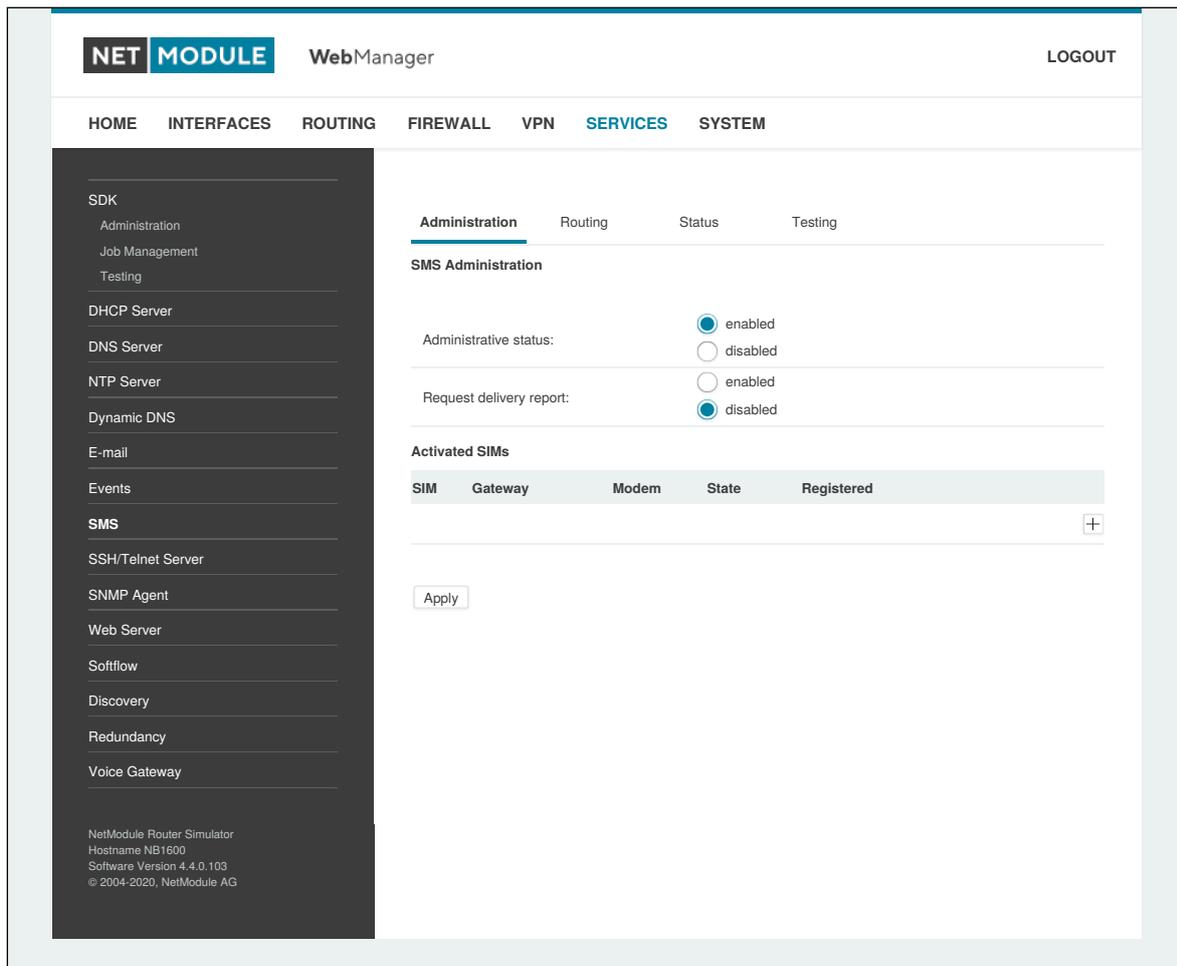 NET MODULE WebManager LOGOUT
HOME INTERFACES ROUTING FIREWALL VPN SERVICES SYSTEM
SDK
Administration
Job Management
Testing
DHCP Server
DNS Server
NTP Server
Dynamic DNS
E-mail
Events
SMS
SSH/Telnet Server
SNMP Agent
Web Server
Softflow
Discovery
Redundancy
Voice Gateway
NetModule Router Simulator
Hostname NB1600
Software Version 4.4.0.103
© 2004-2020, NetModule AG
Administration Routing Status Testing
SMS Administration
Administrative status:
enabled
disabled
Request delivery report:
enabled
disabled
Activated SIMs
SIM Gateway Modem State Registered
Apply